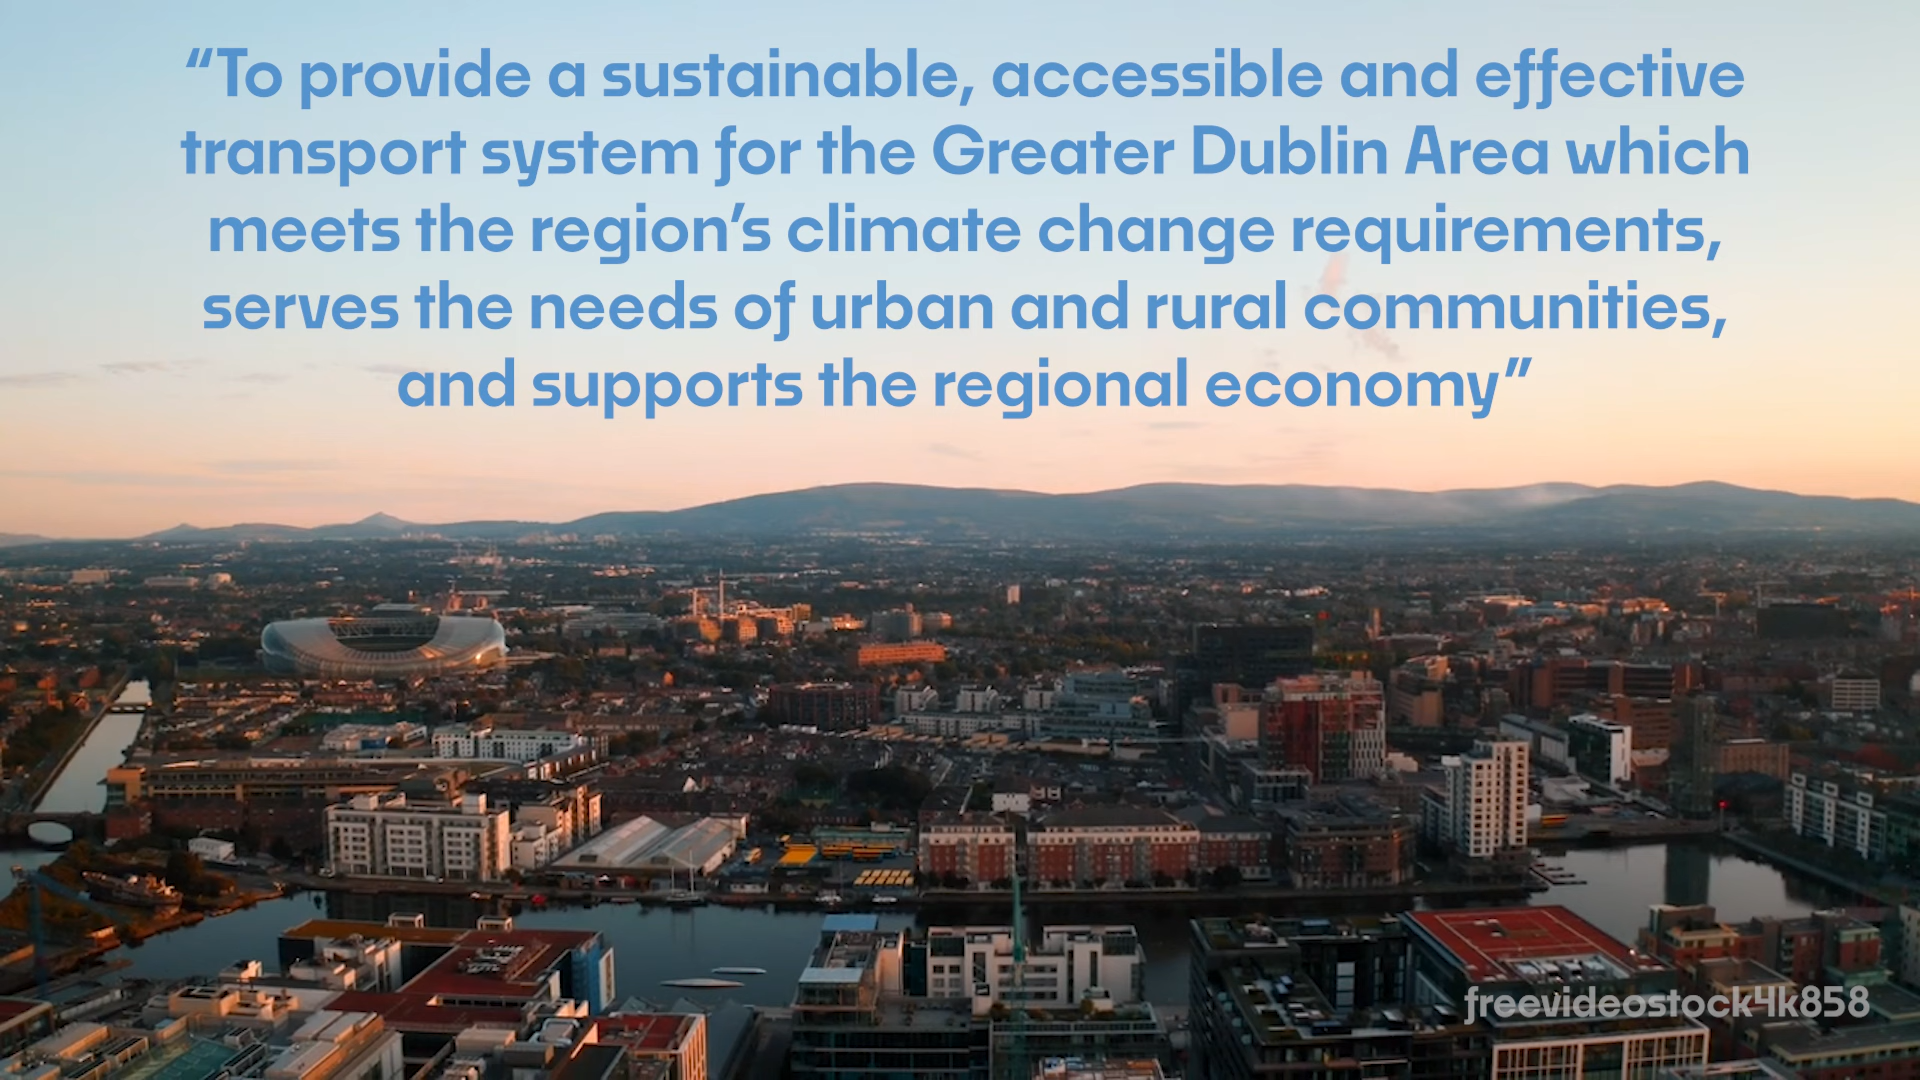 “To provide a sustainable, accessible and effective
transport system for the Greater Dublin Area which
meets the region’s climate change requirements,
serves the needs of urban and rural communities,
and supports the regional economy”
freevideostock4k858